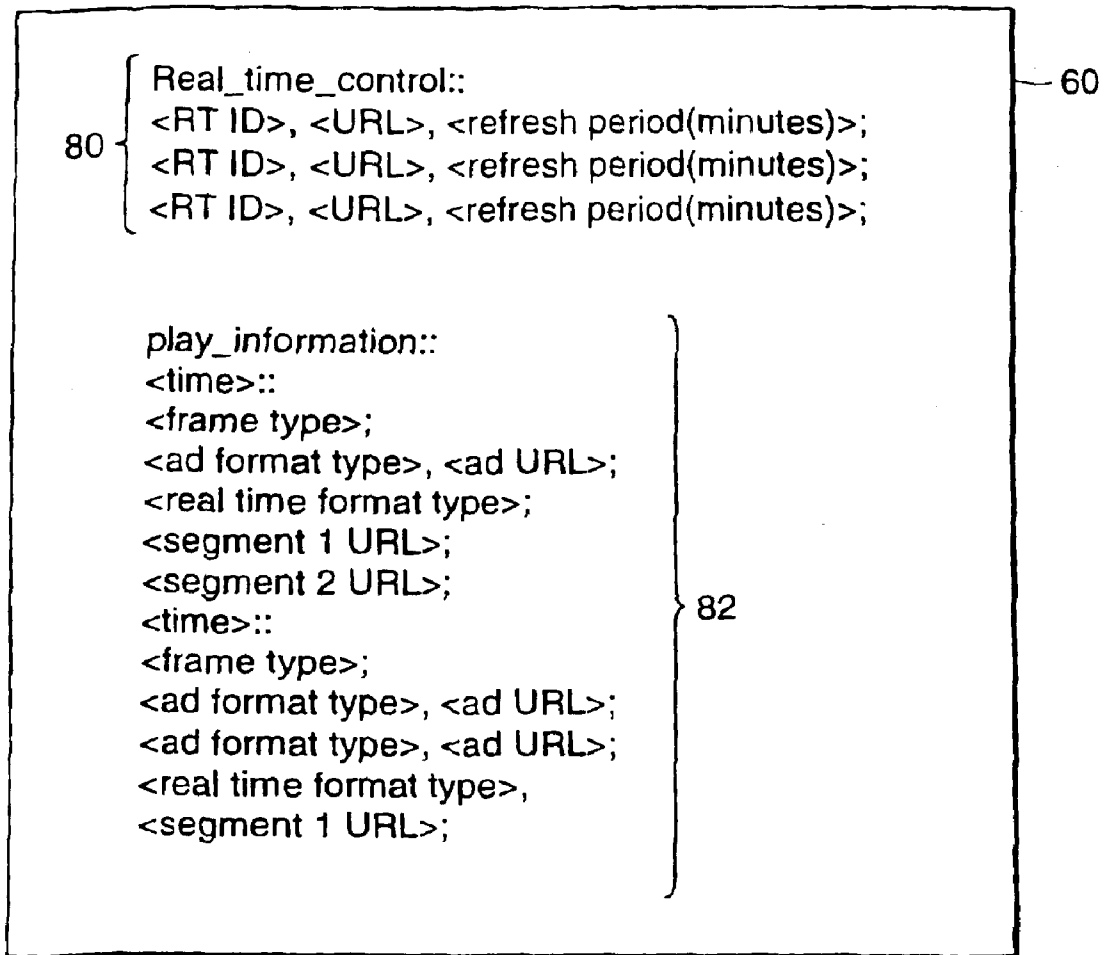 Real_time_control::
60
80
<RT ID>, <URL>, <refresh period(minutes)>;
<RT ID>, <URL>, <refresh period(minutes)>;
<RT ID>, <URL>, <refresh period(minutes)>;
play_information::
<time>::
<frame type>;
<ad format type>, <ad URL>;
<real time format type>;
<segment 1 URL>;
<segment 2 URL>;
<time>::
82
<frame type>;
<ad format type>, <ad URL>;
<ad format type>, <ad URL>;
<real time format type>,
<segment 1 URL>;